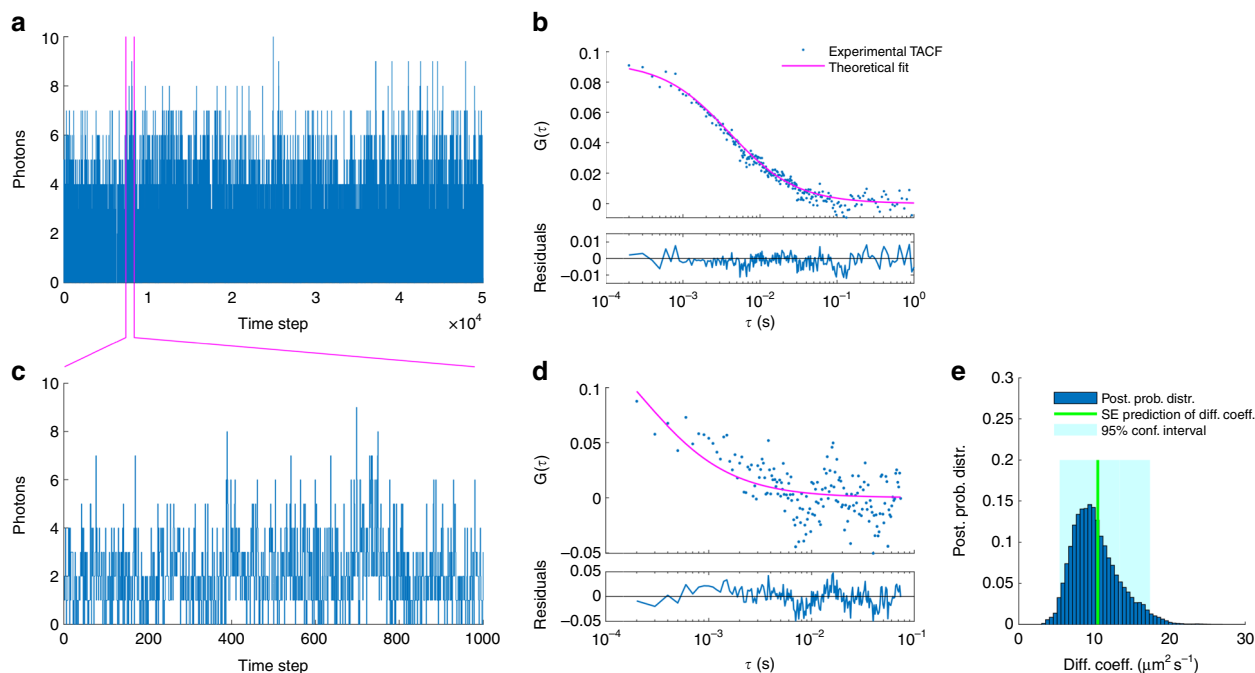 a
10
8
6
4
2
0
Photons
0
1
2
3
4
5
Time step
×10⁴
b
0.1
0.08
0.06
0.04
0.02
0
G(τ)
Experimental TACF
Theoretical fit
0.01
0
−0.01
Residuals
10⁻⁴
10⁻³
10⁻²
10⁻¹
10⁰
τ (s)
c
10
8
6
4
2
0
Photons
0
200
400
600
800
1000
Time step
d
0.1
0.05
0
−0.05
G(τ)
0.05
0
−0.05
Residuals
10⁻⁴
10⁻³
10⁻²
10⁻¹
τ (s)
e
0.3
0.25
0.2
0.15
0.1
0.05
0
Post. prob. distr.
Post. prob. distr.
SE prediction of diff. coeff.
95% conf. interval
0
10
20
30
Diff. coeff. (μm² s⁻¹)